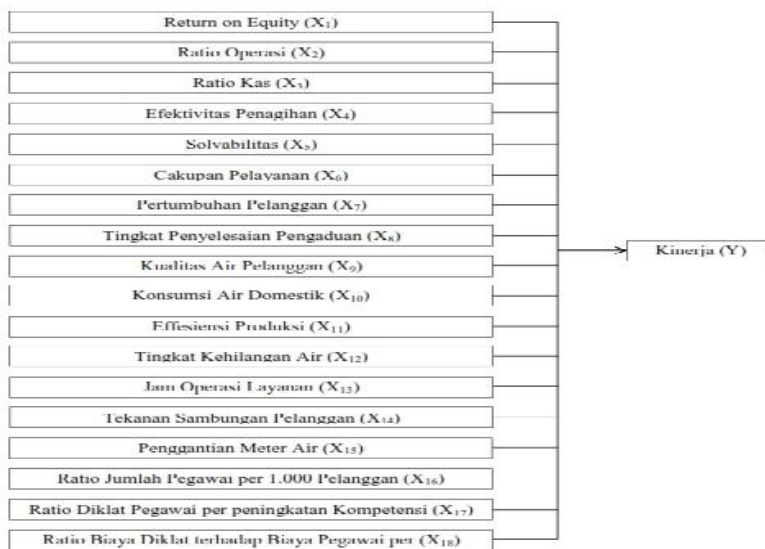 Return on Equity (X₁)
Ratio Operasi (X₂)
Ratio Kas (X₃)
Efektivitas Penagihan (X₄)
Solvabilitas (X₅)
Cakupan Pelayanan (X₆)
Pertumbuhan Pelanggan (X₇)
Tingkat Penyelesaian Pengaduan (X₈)
Kualitas Air Pelanggan (X₉)
Konsumsi Air Domestik (X₁₀)
Effesiensi Produksi (X₁₁)
Tingkat Kehilangan Air (X₁₂)
Jam Operasi Layanan (X₁₃)
Tekanan Sambungan Pelanggan (X₁₄)
Penggantian Meter Air (X₁₅)
Ratio Jumlah Pegawai per 1.000 Pelanggan (X₁₆)
Ratio Diklat Pegawai per peningkatan Kompetensi (X₁₇)
Ratio Biaya Diklat terhadap Biaya Pegawai per (X₁₈)
Kinerja (Y)